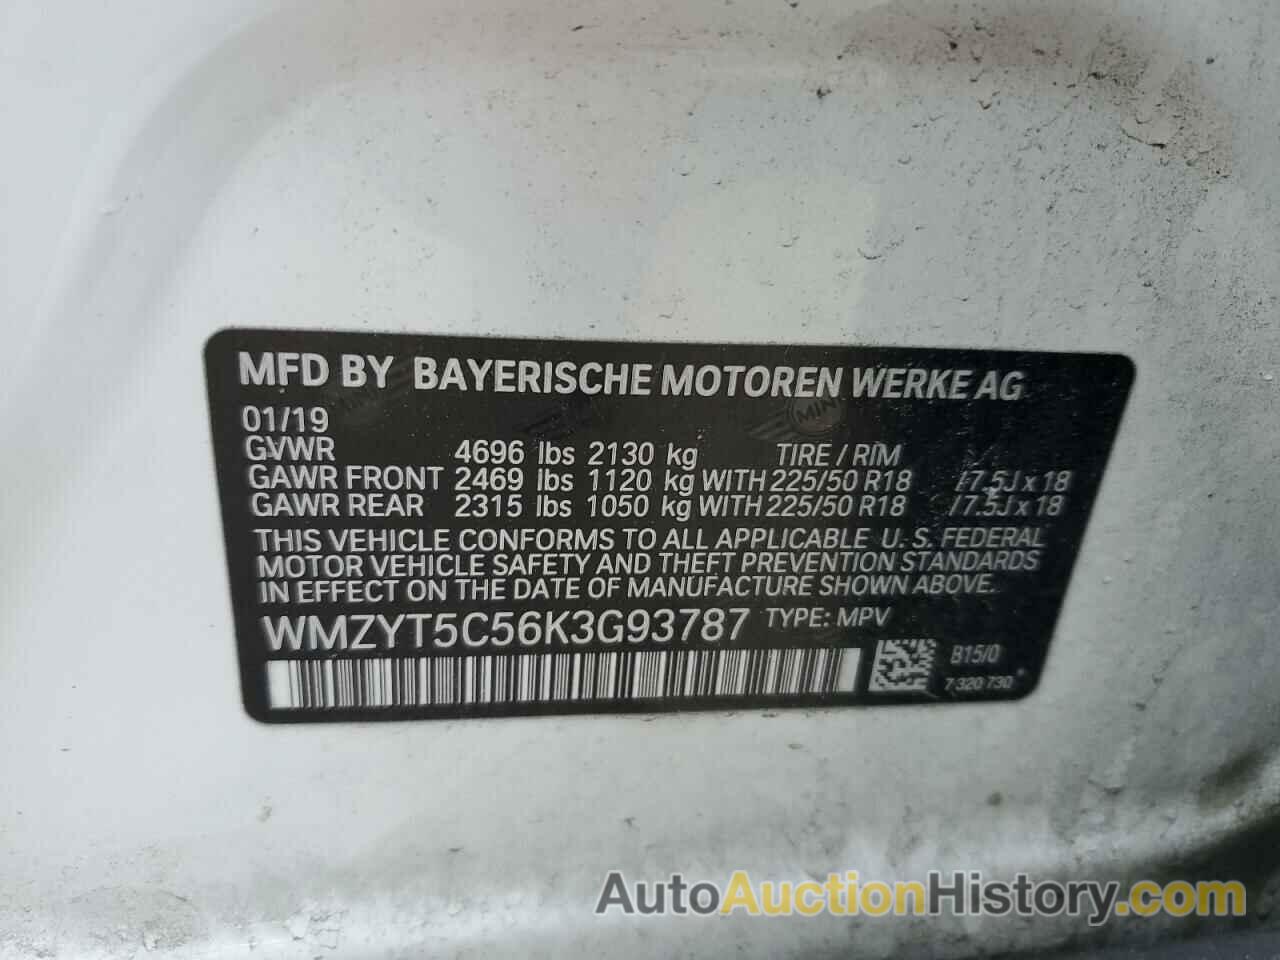 MFD BY BAYERISCHE MOTOREN WERKE AG
01/19
GVWR 4696 lbs 2130 kg TIRE / RIM
GAWR FRONT 2469 lbs 1120 kg WITH 225/50 R18 /7.5J x 18
GAWR REAR 2315 lbs 1050 kg WITH 225/50 R18 /7.5J x 18
THIS VEHICLE CONFORMS TO ALL APPLICABLE U.S. FEDERAL
MOTOR VEHICLE SAFETY AND THEFT PREVENTION STANDARDS
IN EFFECT ON THE DATE OF MANUFACTURE SHOWN ABOVE.
WMZYT5C56K3G93787 TYPE: MPV
B15/0
7 320 730
MINI
AutoAuctionHistory.com